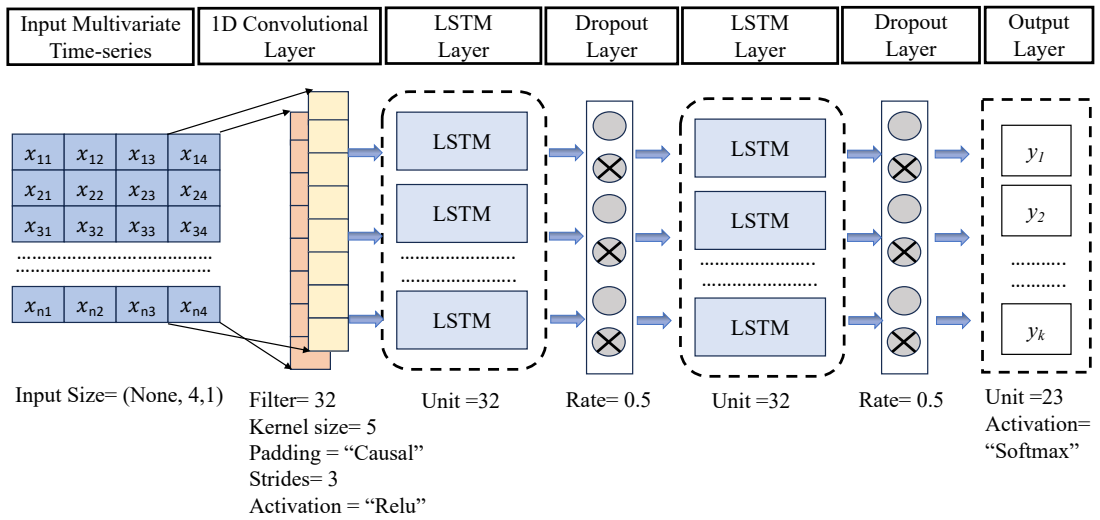 Input Multivariate
Time-series
1D Convolutional
Layer
LSTM
Layer
Dropout
Layer
LSTM
Layer
Dropout
Layer
Output
Layer
x11 x12 x13 x14
x21 x22 x23 x24
x31 x32 x33 x34
xn1 xn2 xn3 xn4
LSTM
LSTM
LSTM
LSTM
LSTM
LSTM
y1
y2
yk
Input Size= (None, 4,1)
Filter= 32
Kernel size= 5
Padding = “Causal”
Strides= 3
Activation = “Relu”
Unit =32
Rate= 0.5
Unit =32
Rate= 0.5
Unit =23
Activation=
“Softmax”